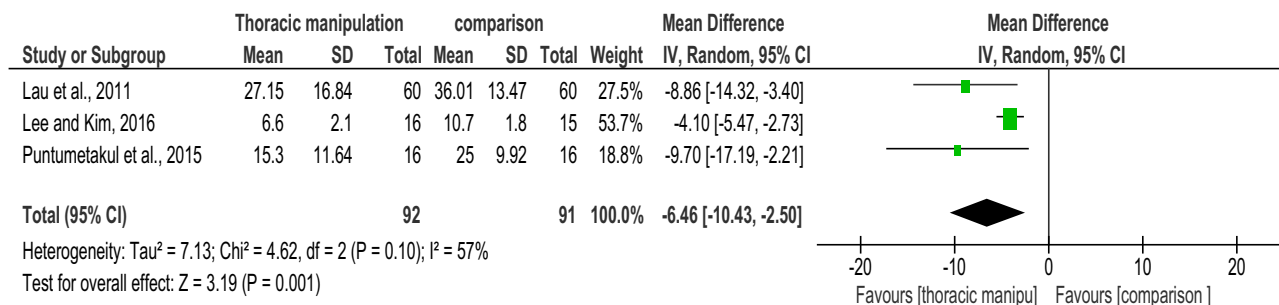 Thoracic manipulation comparison Mean Difference Mean Difference
Study or Subgroup Mean SD Total Mean SD Total Weight IV, Random, 95% CI IV, Random, 95% CI
Lau et al., 2011 27.15 16.84 60 36.01 13.47 60 27.5% -8.86 [-14.32, -3.40]
Lee and Kim, 2016 6.6 2.1 16 10.7 1.8 15 53.7% -4.10 [-5.47, -2.73]
Puntumetakul et al., 2015 15.3 11.64 16 25 9.92 16 18.8% -9.70 [-17.19, -2.21]
Total (95% CI) 92 91 100.0% -6.46 [-10.43, -2.50]
Heterogeneity: Tau² = 7.13; Chi² = 4.62, df = 2 (P = 0.10); I² = 57%
Test for overall effect: Z = 3.19 (P = 0.001)
-20 -10 0 10 20
Favours [thoracic manipu] Favours [comparison ]